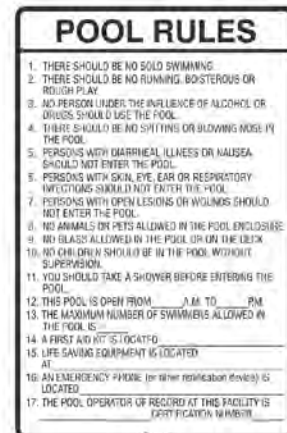 POOL RULES
1. THERE SHOULD BE NO SOLO SWIMMING.
2. THERE SHOULD BE NO RUNNING, BOISTEROUS OR
ROUGH PLAY.
3. NO PERSON UNDER THE INFLUENCE OF ALCOHOL OR
DRUGS SHOULD USE THE POOL.
4. THERE SHOULD BE NO SPITTING OR BLOWING NOSE IN
THE POOL.
5. PERSONS WITH DIARRHEAL ILLNESS OR NAUSEA
SHOULD NOT ENTER THE POOL.
6. PERSONS WITH SKIN, EYE, EAR OR RESPIRATORY
INFECTIONS SHOULD NOT ENTER THE POOL.
7. PERSONS WITH OPEN LESIONS OR WOUNDS SHOULD
NOT ENTER THE POOL.
8. NO ANIMALS OR PETS ALLOWED IN THE POOL ENCLOSURE
9. NO GLASS ALLOWED IN THE POOL OR ON THE DECK
10. NO CHILDREN SHOULD BE IN THE POOL WITHOUT
SUPERVISION.
11. YOU SHOULD TAKE A SHOWER BEFORE ENTERING THE
POOL.
12. THIS POOL IS OPEN FROM ____ A.M. TO ____ P.M.
13. THE MAXIMUM NUMBER OF SWIMMERS ALLOWED IN
THE POOL IS ____
14. A FIRST AID KIT IS LOCATED ____
15. LIFE SAVING EQUIPMENT IS LOCATED
AT ____
16. AN EMERGENCY PHONE (or other notification device) IS
LOCATED ____
17. THE POOL OPERATOR OF RECORD AT THIS FACILITY IS
____ CERTIFICATION NUMBER ____